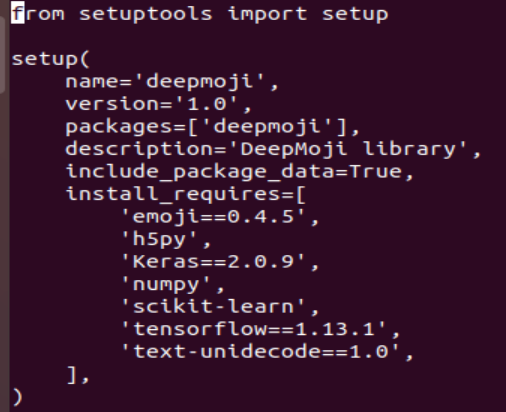 from setuptools import setup

setup(
    name='deepmoji',
    version='1.0',
    packages=['deepmoji'],
    description='DeepMoji library',
    include_package_data=True,
    install_requires=[
        'emoji==0.4.5',
        'h5py',
        'Keras==2.0.9',
        'numpy',
        'scikit-learn',
        'tensorflow==1.13.1',
        'text-unidecode==1.0',
    ],
)